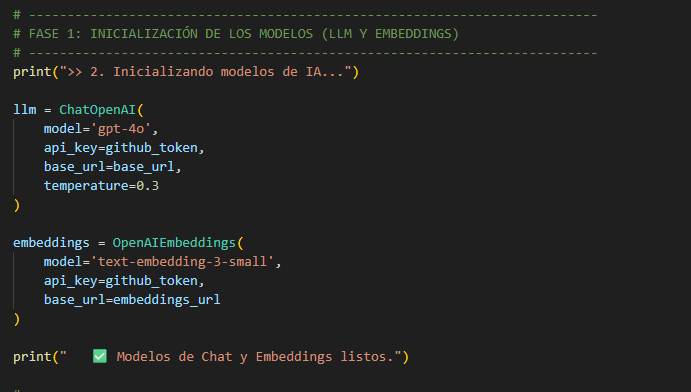 # -----------------------------------------------------------------------
# FASE 1: INICIALIZACIÓN DE LOS MODELOS (LLM Y EMBEDDINGS)
# -----------------------------------------------------------------------
print(">> 2. Inicializando modelos de IA...")

llm = ChatOpenAI(
    model='gpt-4o',
    api_key=github_token,
    base_url=base_url,
    temperature=0.3
)

embeddings = OpenAIEmbeddings(
    model='text-embedding-3-small',
    api_key=github_token,
    base_url=embeddings_url
)

print("   ✅ Modelos de Chat y Embeddings listos.")